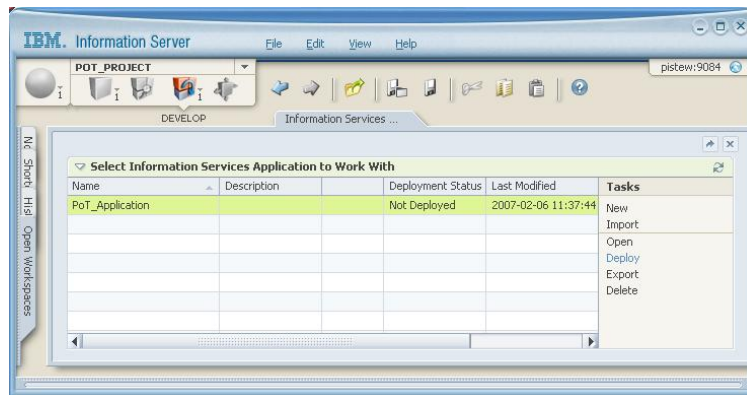 IBM. Information Server File Edit View Help
POT_PROJECT pistew:9084
DEVELOP Information Services ...
Select Information Services Application to Work With
Name Description Deployment Status Last Modified Tasks
PoT_Application Not Deployed 2007-02-06 11:37:44 New
Import
Open
Deploy
Export
Delete
Open Workspaces